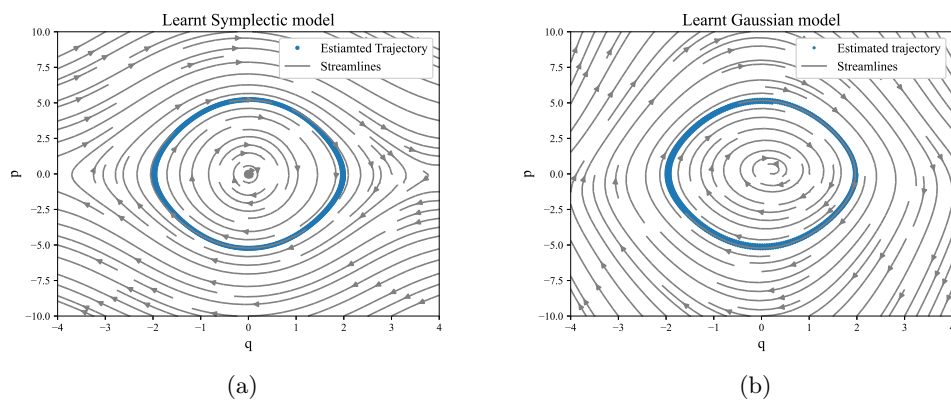 Learnt Symplectic model
Estiamted Trajectory
Streamlines
10.0
7.5
5.0
2.5
0.0
−2.5
−5.0
−7.5
−10.0
p
−4 −3 −2 −1 0 1 2 3 4
q
(a)
Learnt Gaussian model
Estimated trajectory
Streamlines
10.0
7.5
5.0
2.5
0.0
−2.5
−5.0
−7.5
−10.0
p
−4 −3 −2 −1 0 1 2 3 4
q
(b)